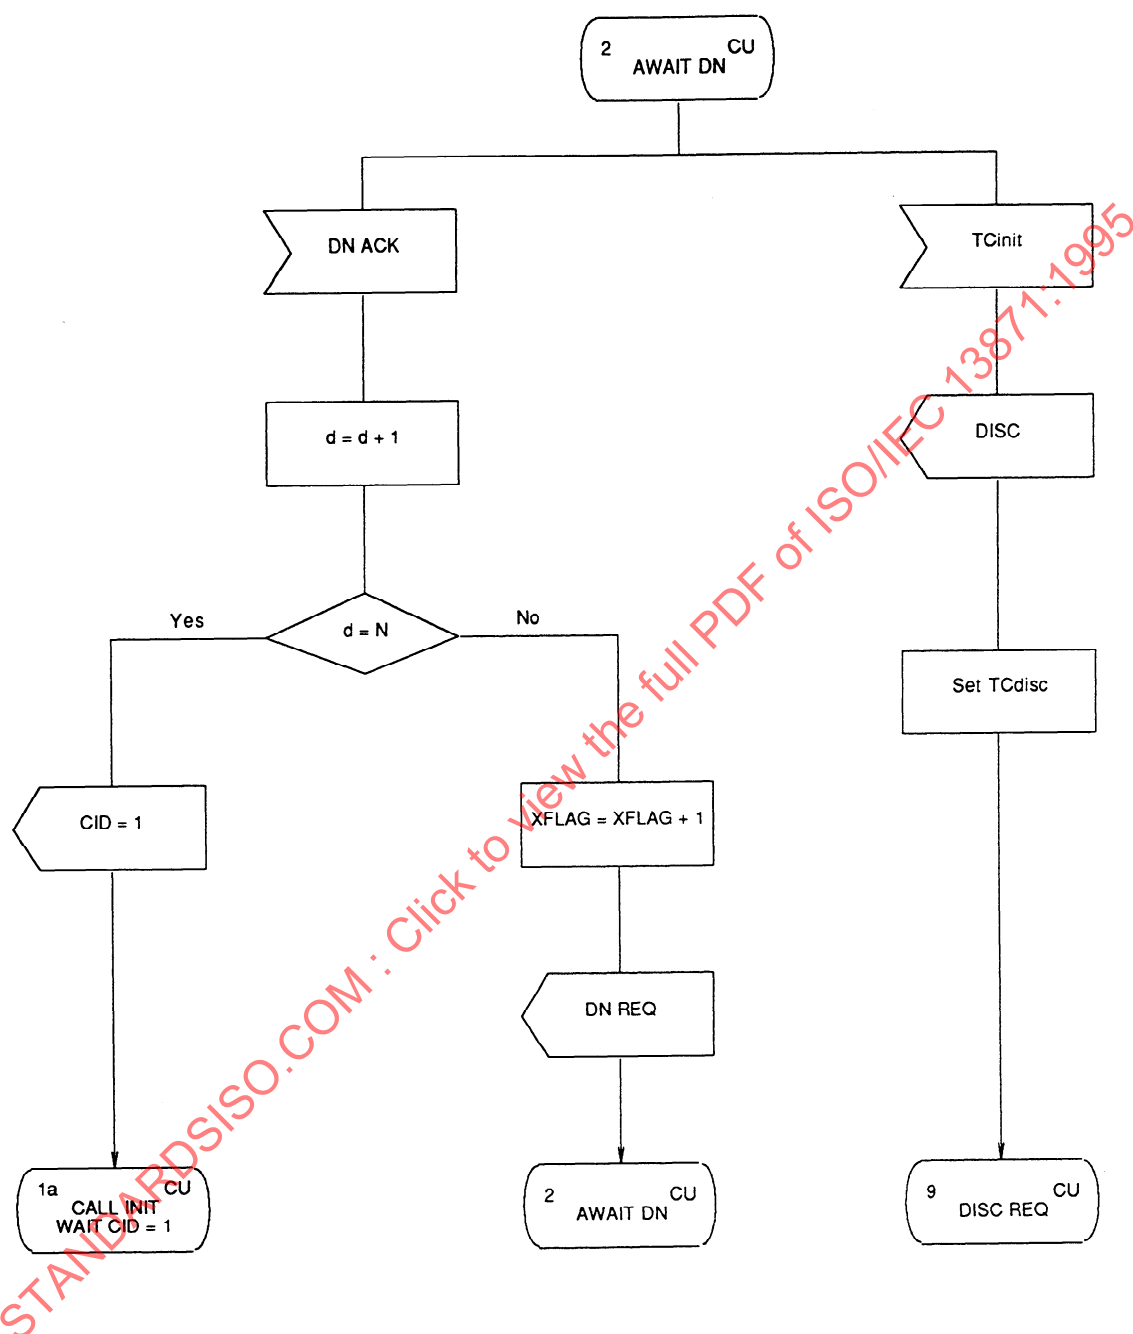 2 CU
AWAIT DN
DN ACK
TCinit
d = d + 1
DISC
Yes
d = N
No
Set TCdisc
CID = 1
XFLAG = XFLAG + 1
DN REQ
1a CU
CALL INIT
WAIT CID = 1
2 CU
AWAIT DN
9 CU
DISC REQ
STANDARDSISO.COM : Click to view the full PDF of ISO/IEC 13871:1995